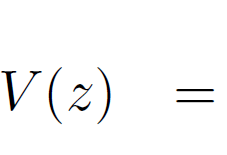 V(z) =